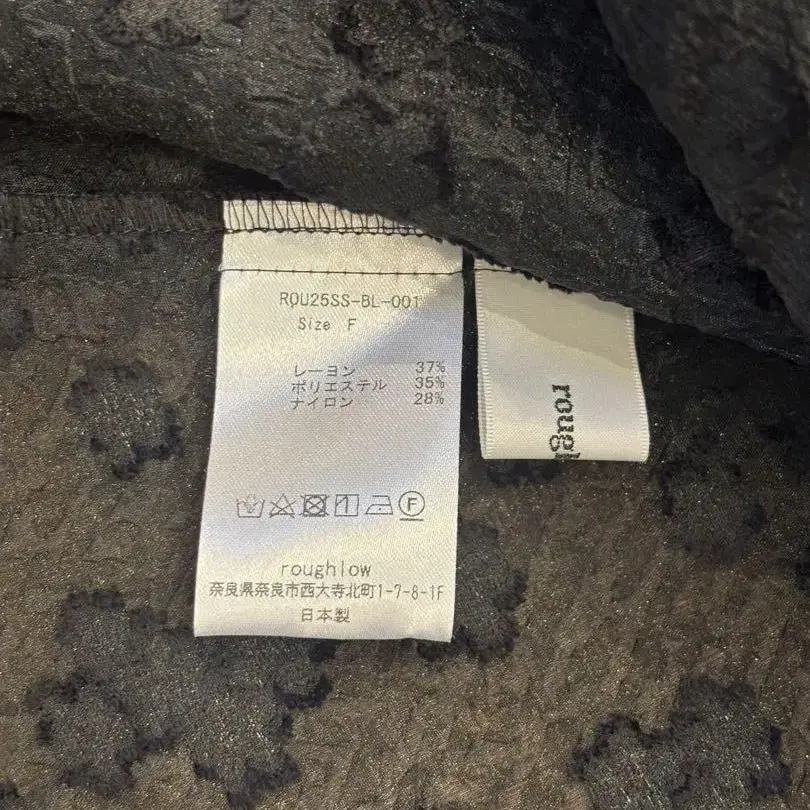 ROU25SS-BL-001
Size F
レーヨン 37%
ポリエステル 35%
ナイロン 28%
F
roughlow
奈良県奈良市西大寺北町1-7-8-1F
日本製
rough